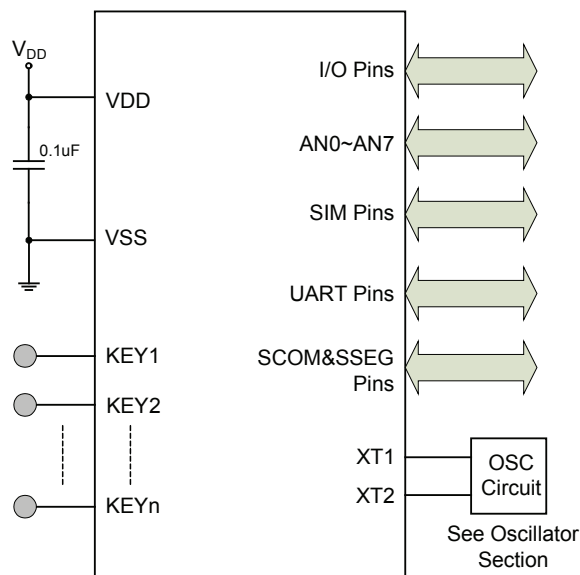 VDD
VDD
0.1uF
VSS
KEY1
KEY2
KEYn
I/O Pins
AN0~AN7
SIM Pins
UART Pins
SCOM&SSEG
Pins
XT1
XT2
OSC
Circuit
See Oscillator
Section